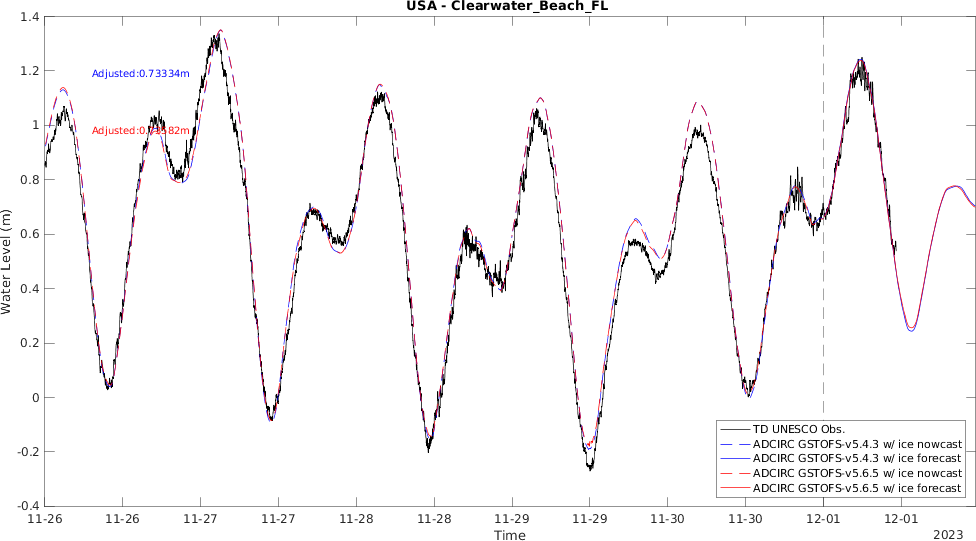 USA - Clearwater_Beach_FL
1.4
1.2
1
0.8
0.6
0.4
0.2
0
-0.2
-0.4
Water Level (m)
Adjusted:0.73334m
TD UNESCO Obs.
ADCIRC GSTOFS-v5.4.3 w/ ice nowcast
ADCIRC GSTOFS-v5.4.3 w/ ice forecast
ADCIRC GSTOFS-v5.6.5 w/ ice nowcast
ADCIRC GSTOFS-v5.6.5 w/ ice forecast
11-26 11-26 11-27 11-27 11-28 11-28 11-29 11-29 11-30 11-30 12-01 12-01
Time
2023